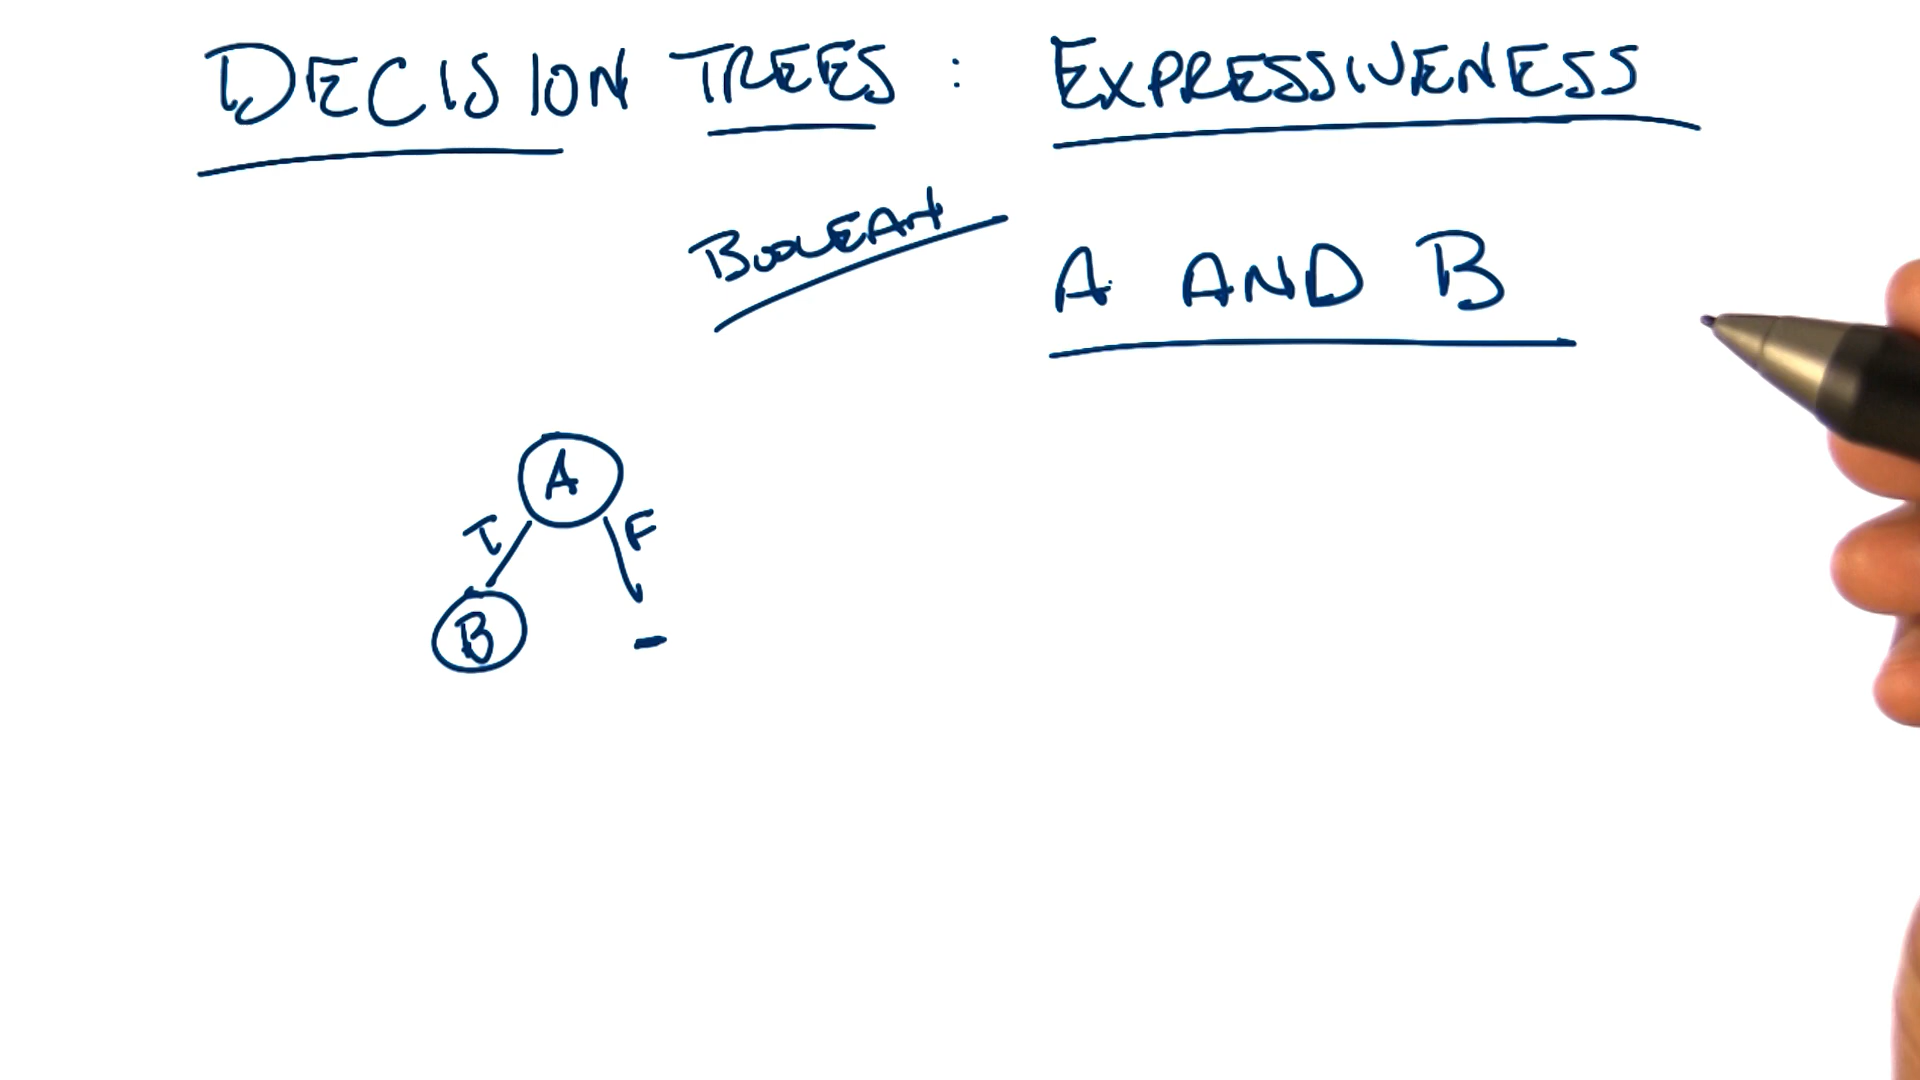 DECISION TREES : EXPRESSIVENESS
BOOLEAN
A AND B
A
T F
B -